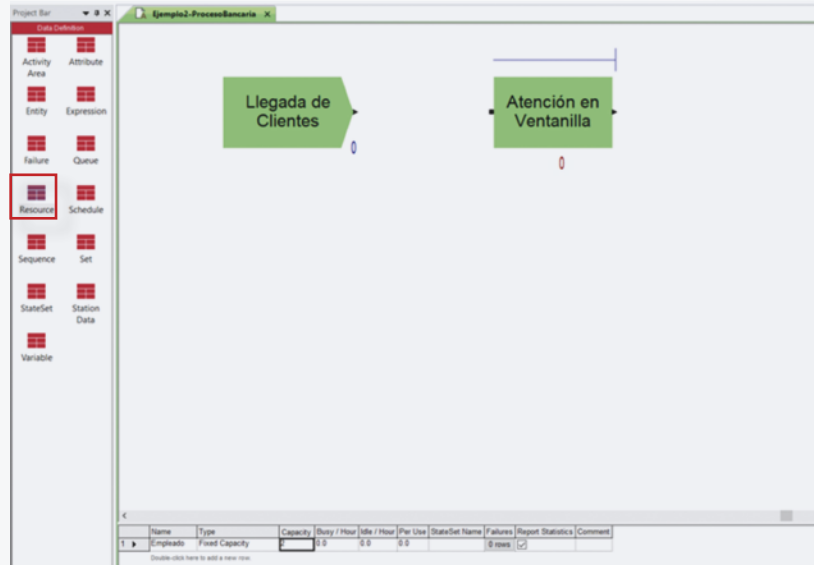 Project Bar
Ejemplo2-ProcesoBancaria X
Data Definition
Activity Area
Attribute
Entity
Expression
Failure
Queue
Resource
Schedule
Sequence
Set
StateSet
Station Data
Variable
Llegada de
Clientes
0
Atención en
Ventanilla
0
Name Type Capacity Busy / Hour Idle / Hour Per Use StateSet Name Failures Report Statistics Comment
1 Empleado Fixed Capacity 2 0.0 0.0 0.0 0 rows
Double-click here to add a new row.